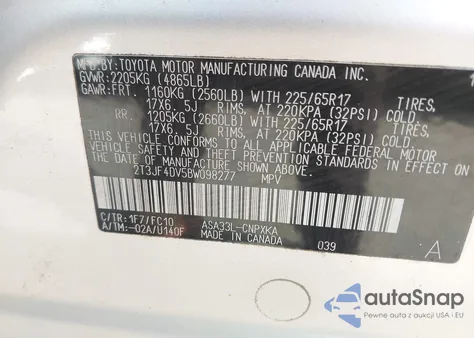 MFD.BY: TOYOTA MOTOR MANUFACTURING CANADA INC.
GVWR: 2205KG (4865LB)
GAWR: FRT. 1160KG (2560LB) WITH 225/65R17 TIRES,
17X6. 5J RIMS, AT 220KPA (32PSI) COLD.
RR. 1205KG (2660LB) WITH 225/65R17 TIRES,
17X6. 5J RIMS, AT 220KPA (32PSI) COLD.
THIS VEHICLE CONFORMS TO ALL APPLICABLE FEDERAL MOTOR
VEHICLE SAFETY AND THEFT PREVENTION STANDARDS IN
EFFECT ON THE DATE OF MANUFACTURE SHOWN ABOVE.
2T3JF4DV5BW098277 MPV
C/TR: 1F7/FC10 ASA33L-CNPXKA
A/TM:-02A/U140F MADE IN CANADA 039
A
autoSnap
Pewne auta z USA i EU